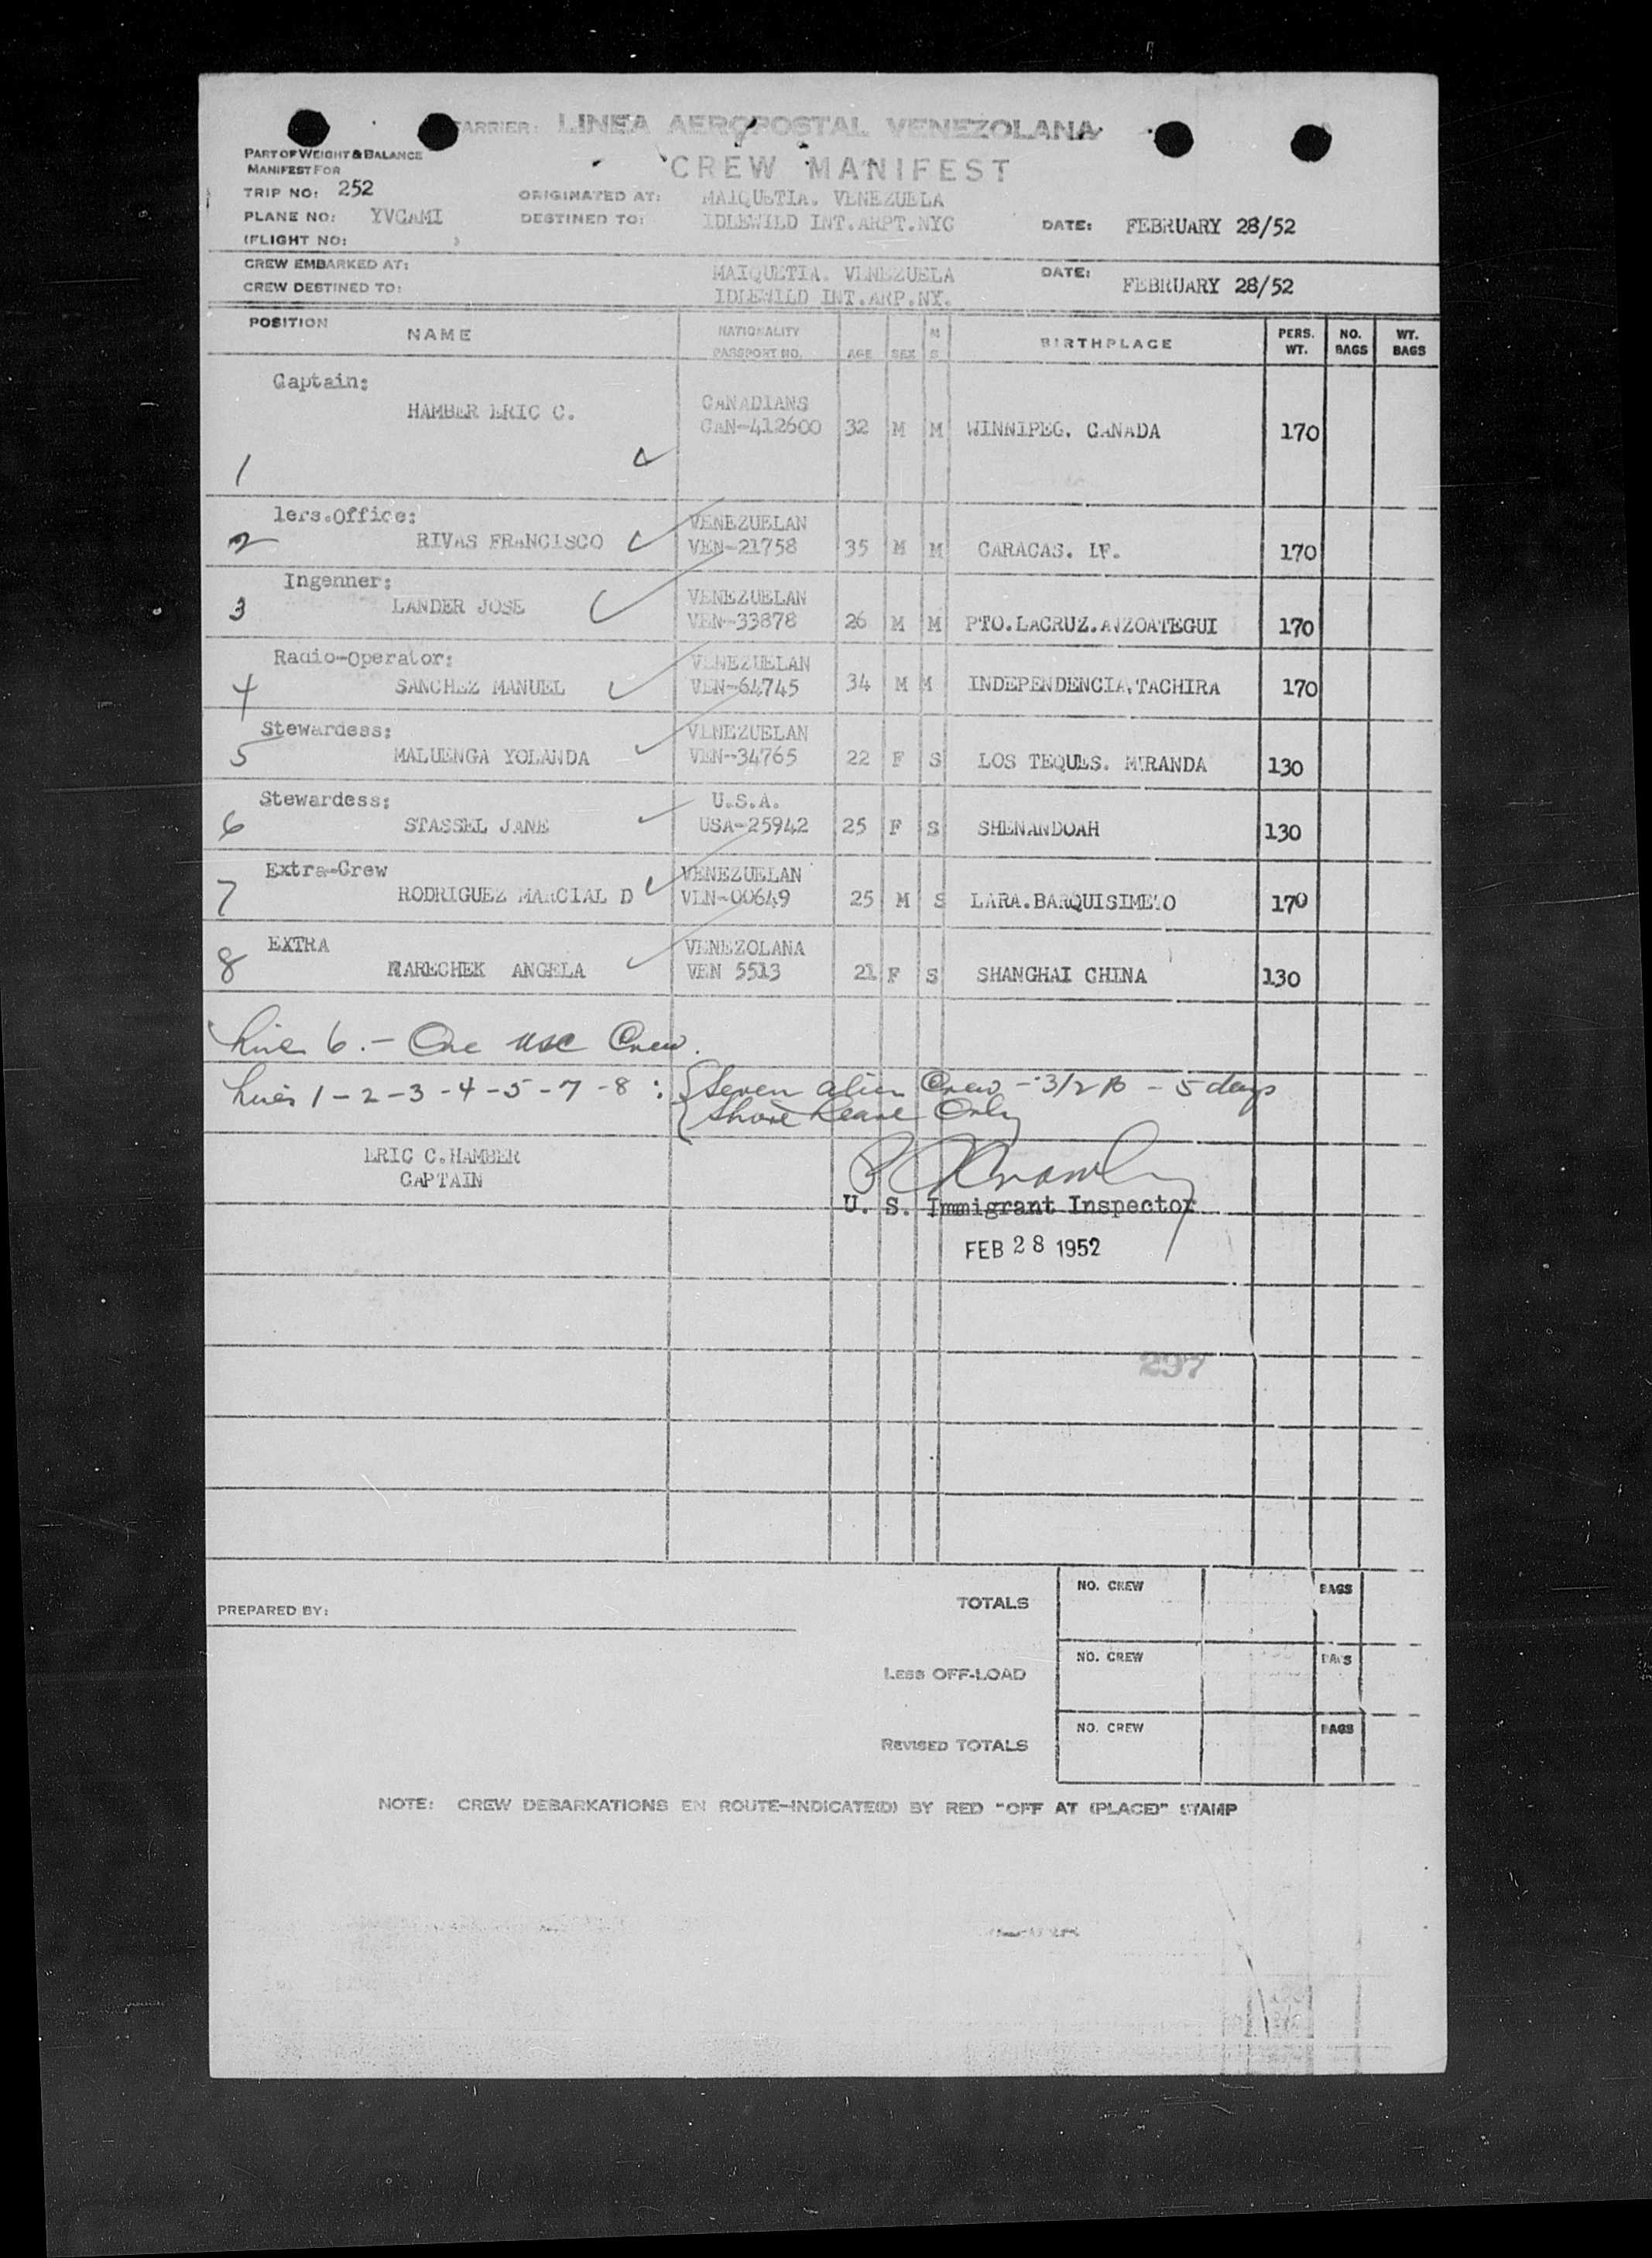 CARRIER: LINEA AEROPOSTAL VENEZOLANA
CREW MANIFEST
PART OF WEIGHT & BALANCE
MANIFEST FOR
TRIP NO: 252 ORIGINATED AT: MAIQUETIA. VENEZUELA
PLANE NO: YVCAMI DESTINED TO: IDLEWILD INT.ARPT.NYC DATE: FEBRUARY 28/52
(FLIGHT NO: )
CREW EMBARKED AT: MAIQUETIA. VENEZUELA DATE: FEBRUARY 28/52
CREW DESTINED TO: IDLEWILD INT.ARP.NY.
POSITION NAME NATIONALITY PASSPORT NO. AGE SEX M S BIRTHPLACE PERS. WT. NO. BAGS WT. BAGS
Captain:
1 HAMBER ERIC C. CANADIANS CAN-412600 32 M M WINNIPEG. CANADA 170
1ers.Office:
2 RIVAS FRANCISCO VENEZUELAN VEN-21758 35 M M CARACAS. DF. 170
Ingenner:
3 LANDER JOSE VENEZUELAN VEN-33878 26 M M PTO.LACRUZ.ANZOATEGUI 170
Radio-Operator:
4 SANCHEZ MANUEL VENEZUELAN VEN-64745 34 M M INDEPENDENCIA.TACHIRA 170
Stewardess:
5 MALUENGA YOLANDA VENEZUELAN VEN-34765 22 F S LOS TEQUES. MIRANDA 130
Stewardess:
6 STASSEL JANE U.S.A. USA-25942 25 F S SHENANDOAH 130
Extra-Crew
7 RODRIGUEZ MARCIAL D VENEZUELAN VEN-00649 25 M S LARA.BARQUISIMETO 170
EXTRA
8 RARECHEK ANGELA VENEZOLANA VEN 5513 21 F S SHANGHAI CHINA 130
Line 6.- One USC Crew.
Lines 1-2-3-4-5-7-8: Seven alien Crew - 3/2 B - 5 days
Shore Leave Only
ERIC C.HAMBER
CAPTAIN
U. S. Immigrant Inspector
FEB 28 1952
297
PREPARED BY:
TOTALS NO. CREW BAGS
LESS OFF-LOAD NO. CREW BAGS
REVISED TOTALS NO. CREW BAGS
NOTE: CREW DEBARKATIONS EN ROUTE-INDICATE(D) BY RED "OFF AT (PLACE)" STAMP